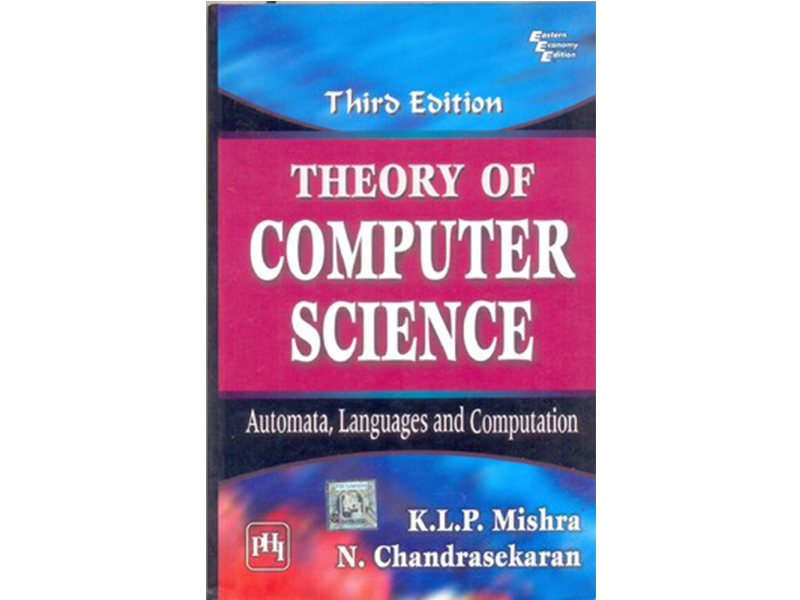 Eastern
Economy
Edition
Third Edition
THEORY OF
COMPUTER
SCIENCE
Automata, Languages and Computation
K.L.P. Mishra
N. Chandrasekaran
PHI